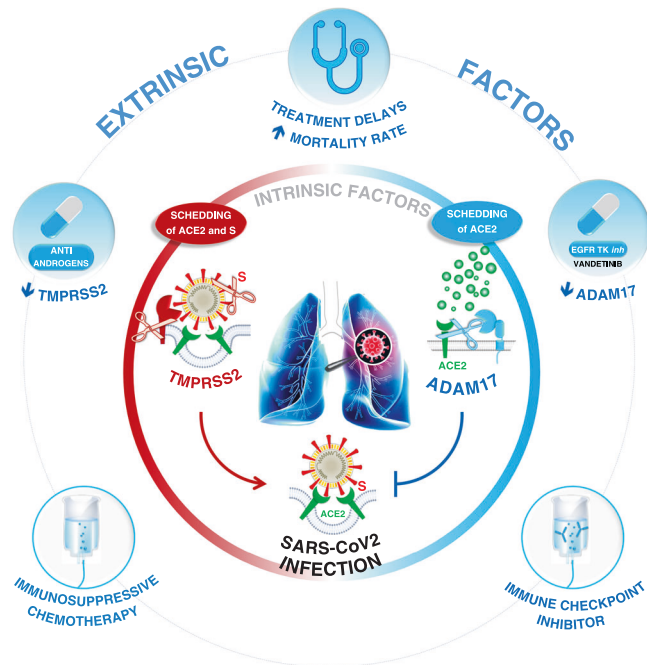 EXTRINSIC
FACTORS
TREATMENT DELAYS
MORTALITY RATE
INTRINSIC FACTORS
SCHEDDING
of ACE2 and S
SCHEDDING
of ACE2
ANTI
ANDROGENS
TMPRSS2
EGFR TK inh
VANDETINIB
ADAM17
S
TMPRSS2
ACE2
ADAM17
S
ACE2
SARS-CoV2
INFECTION
IMMUNOSUPPRESSIVE
CHEMOTHERAPY
IMMUNE CHECKPOINT
INHIBITOR